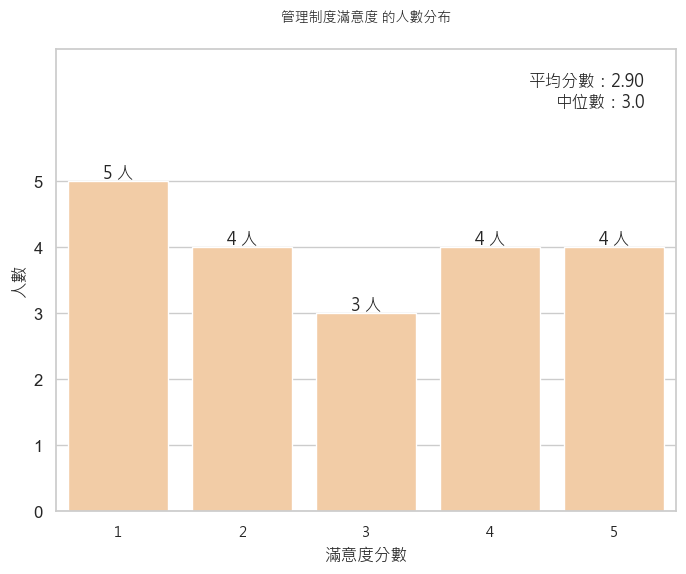 管理制度滿意度 的人數分布
平均分數：2.90
中位數：3.0
5 人
4 人
3 人
4 人
4 人
人數
5
4
3
2
1
0
1
2
3
4
5
滿意度分數